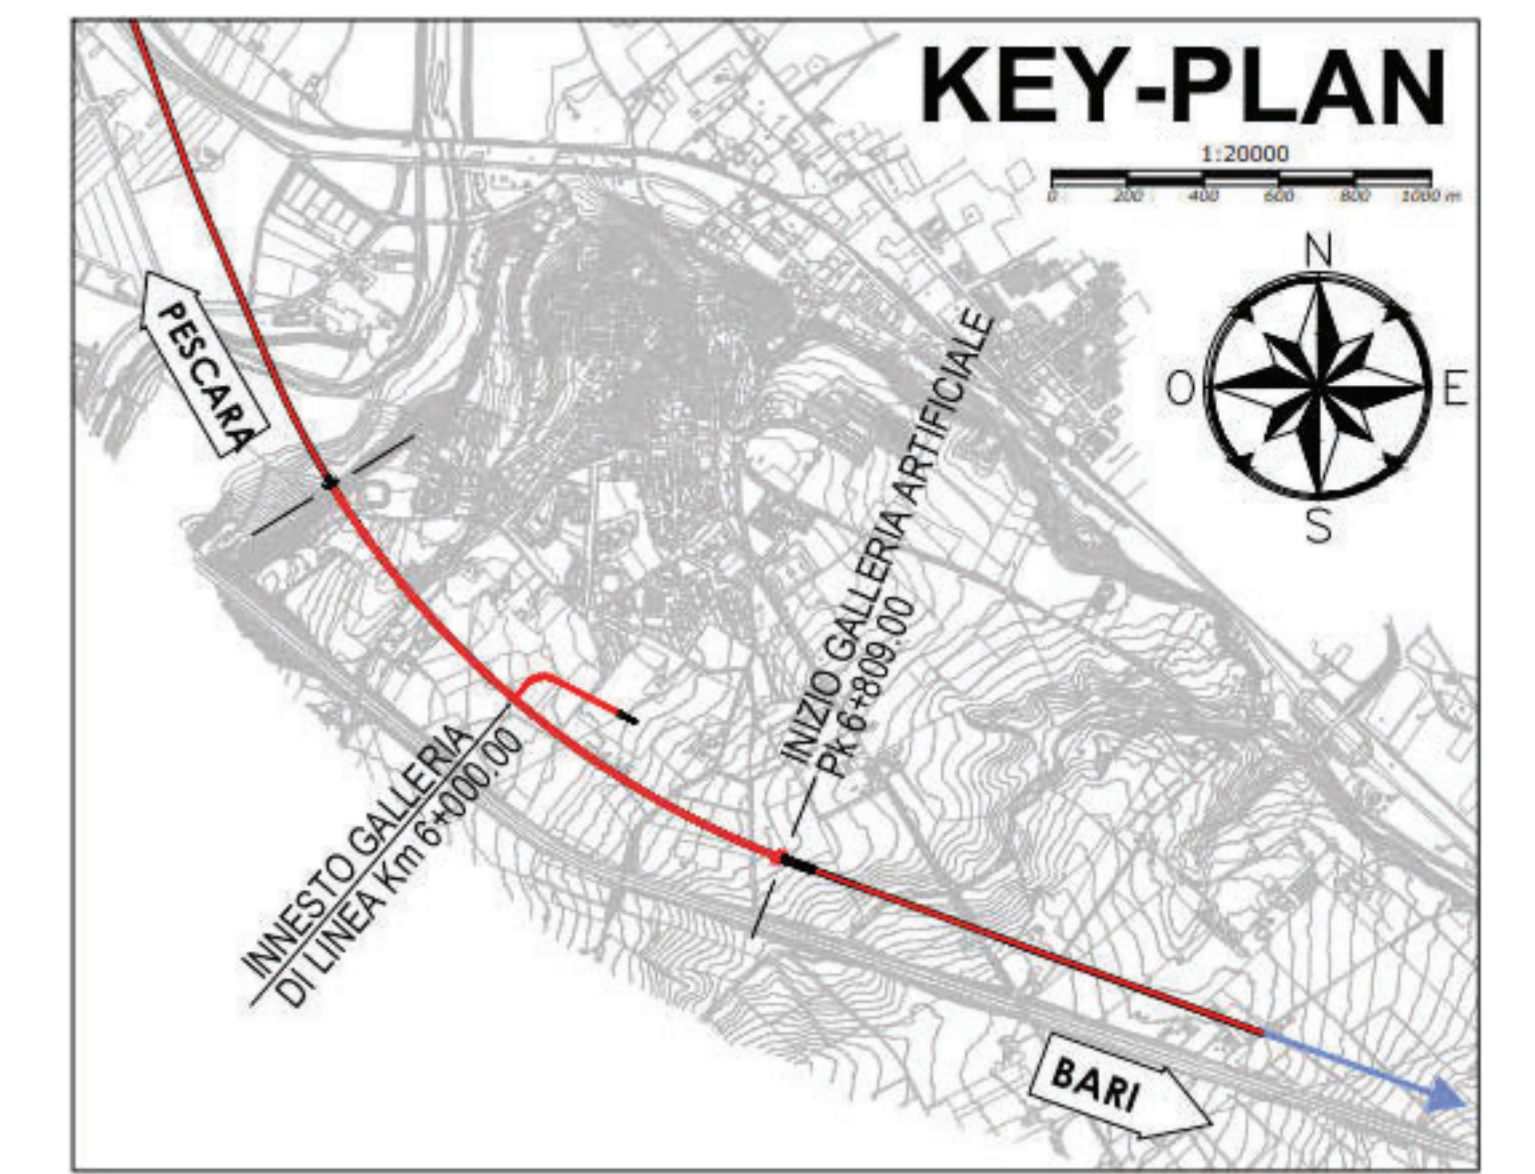 KEY-PLAN
1:20000
0 200 400 600 800 1000 m
N
O E
S
PESCARA
INIZIO GALLERIA ARTIFICIALE
Pk 6+809.00
INNESTO GALLERIA
DI LINEA Km 6+000.00
BARI